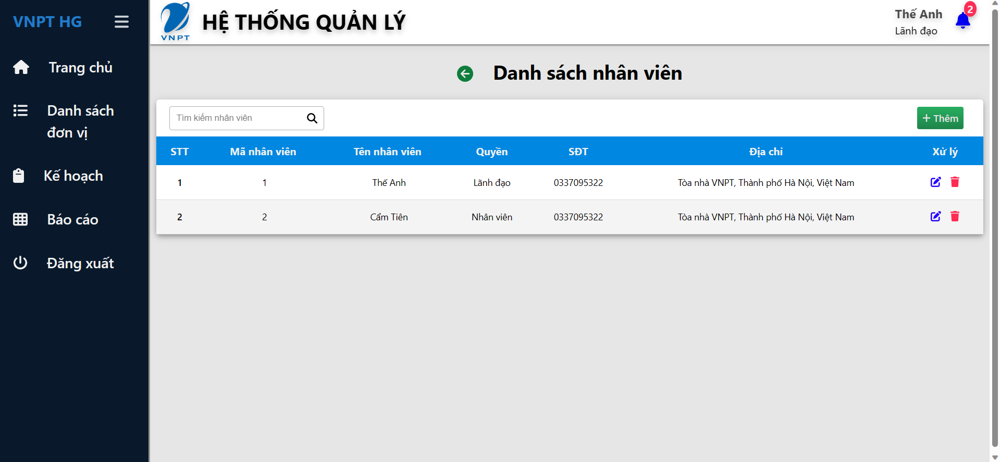 VNPT HG
Trang chủ
Danh sách
đơn vị
Kế hoạch
Báo cáo
Đăng xuất
VNPT
HỆ THỐNG QUẢN LÝ
Thế Anh
Lãnh đạo
2
Danh sách nhân viên
Tìm kiếm nhân viên
Thêm
STT Mã nhân viên Tên nhân viên Quyền SĐT Địa chỉ Xử lý
1 1 Thế Anh Lãnh đạo 0337095322 Tòa nhà VNPT, Thành phố Hà Nội, Việt Nam
2 2 Cẩm Tiên Nhân viên 0337095322 Tòa nhà VNPT, Thành phố Hà Nội, Việt Nam